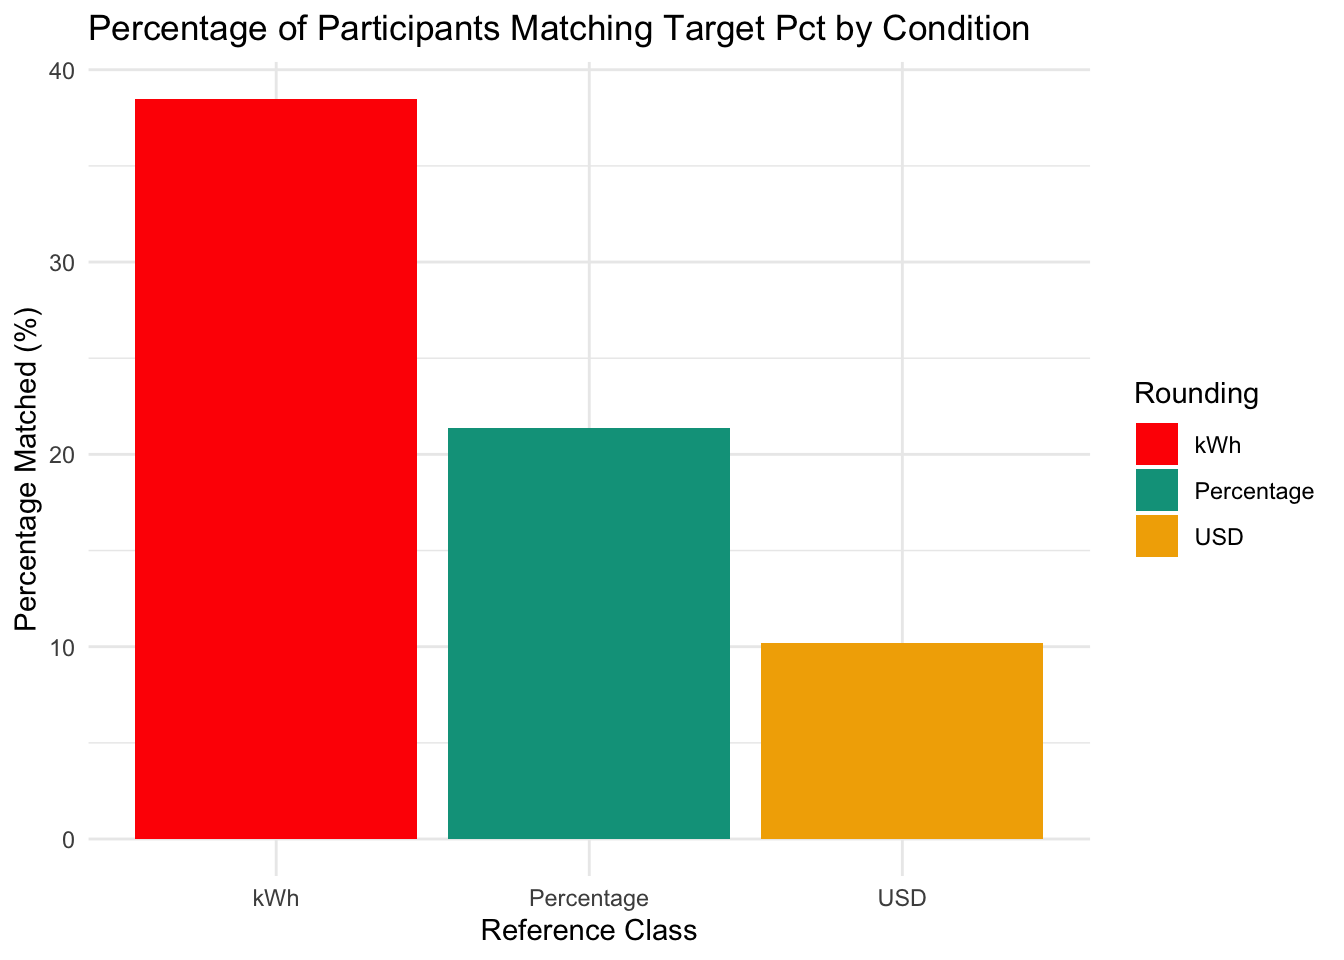 Percentage of Participants Matching Target Pct by Condition
Percentage Matched (%)
40
30
20
10
0
kWh
Percentage
USD
Reference Class
Rounding
kWh
Percentage
USD